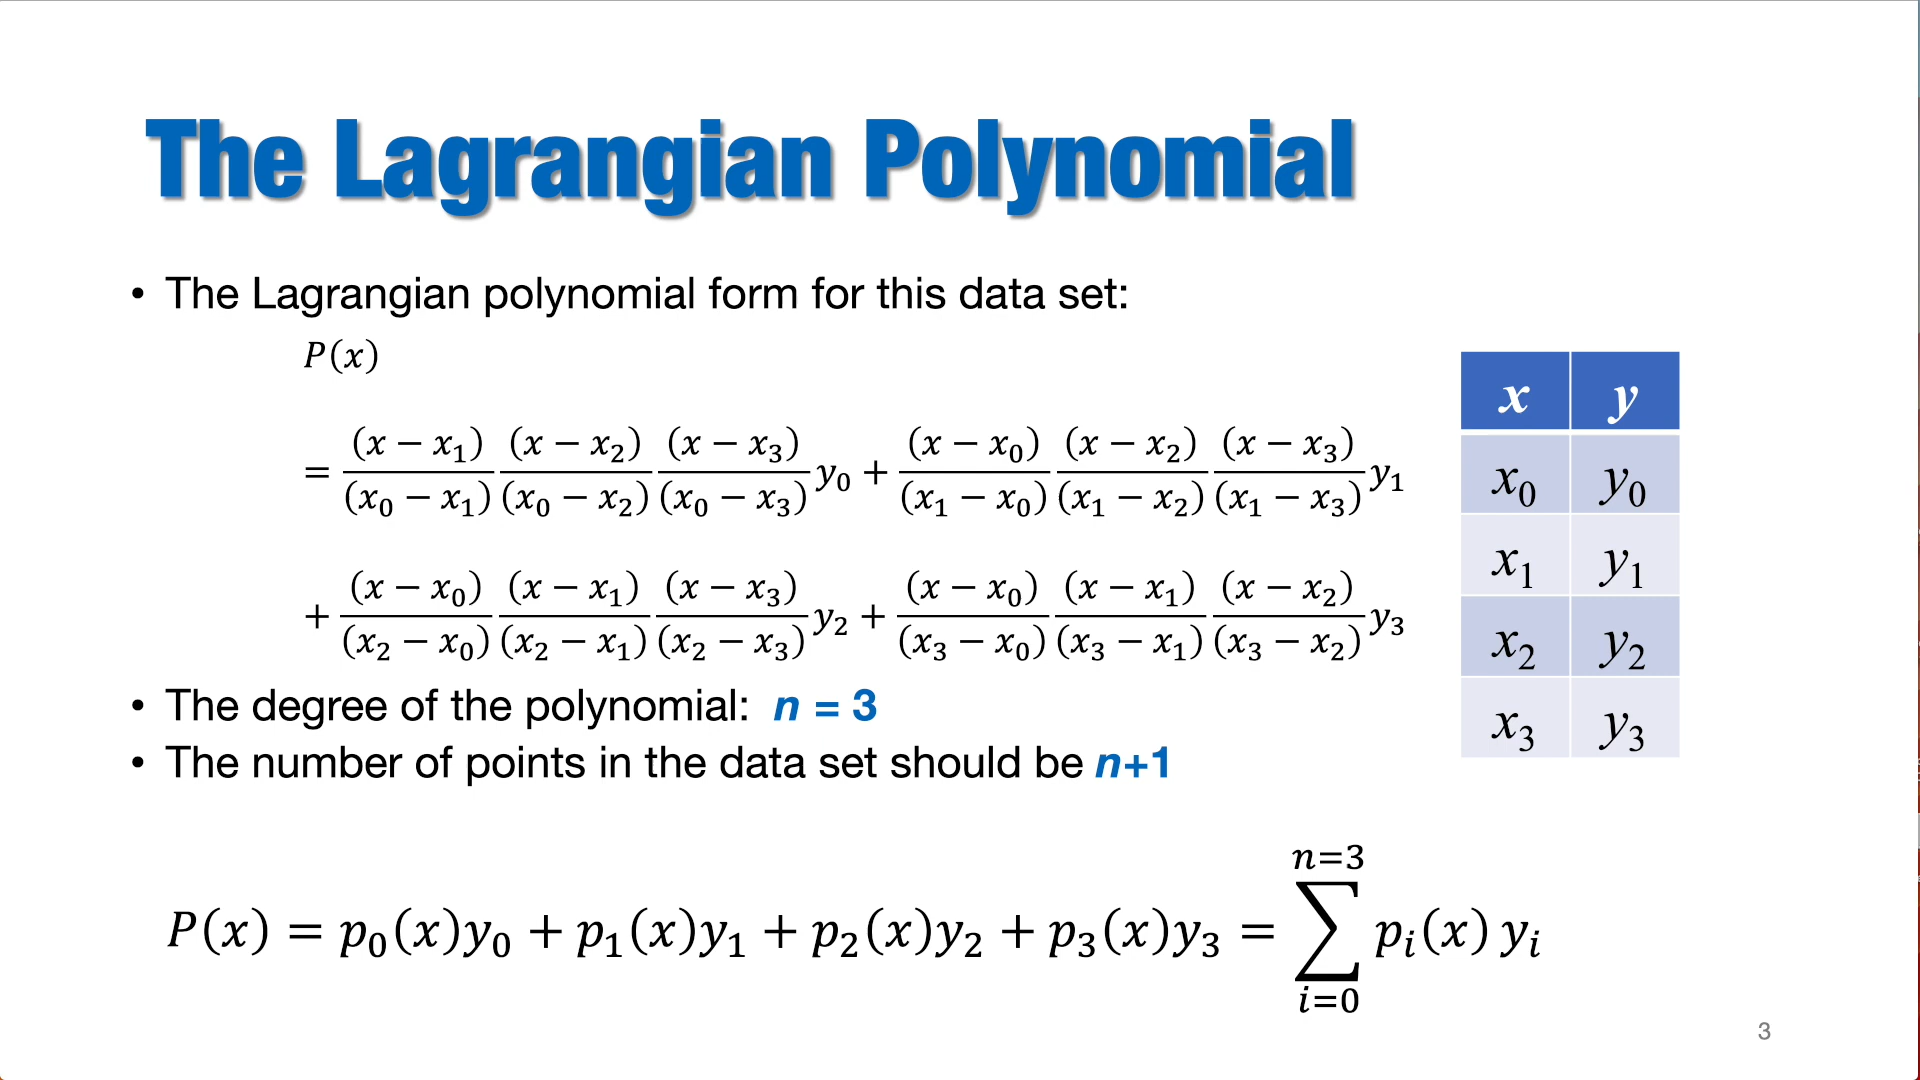 The Lagrangian Polynomial
• The Lagrangian polynomial form for this data set:
P(x)
= (x − x₁)/(x₀ − x₁) (x − x₂)/(x₀ − x₂) (x − x₃)/(x₀ − x₃) y₀ + (x − x₀)/(x₁ − x₀) (x − x₂)/(x₁ − x₂) (x − x₃)/(x₁ − x₃) y₁
+ (x − x₀)/(x₂ − x₀) (x − x₁)/(x₂ − x₁) (x − x₃)/(x₂ − x₃) y₂ + (x − x₀)/(x₃ − x₀) (x − x₁)/(x₃ − x₁) (x − x₂)/(x₃ − x₂) y₃
x y
x₀ y₀
x₁ y₁
x₂ y₂
x₃ y₃
• The degree of the polynomial: n = 3
• The number of points in the data set should be n+1
P(x) = p₀(x)y₀ + p₁(x)y₁ + p₂(x)y₂ + p₃(x)y₃ = ∑_{i=0}^{n=3} pᵢ(x) yᵢ
3